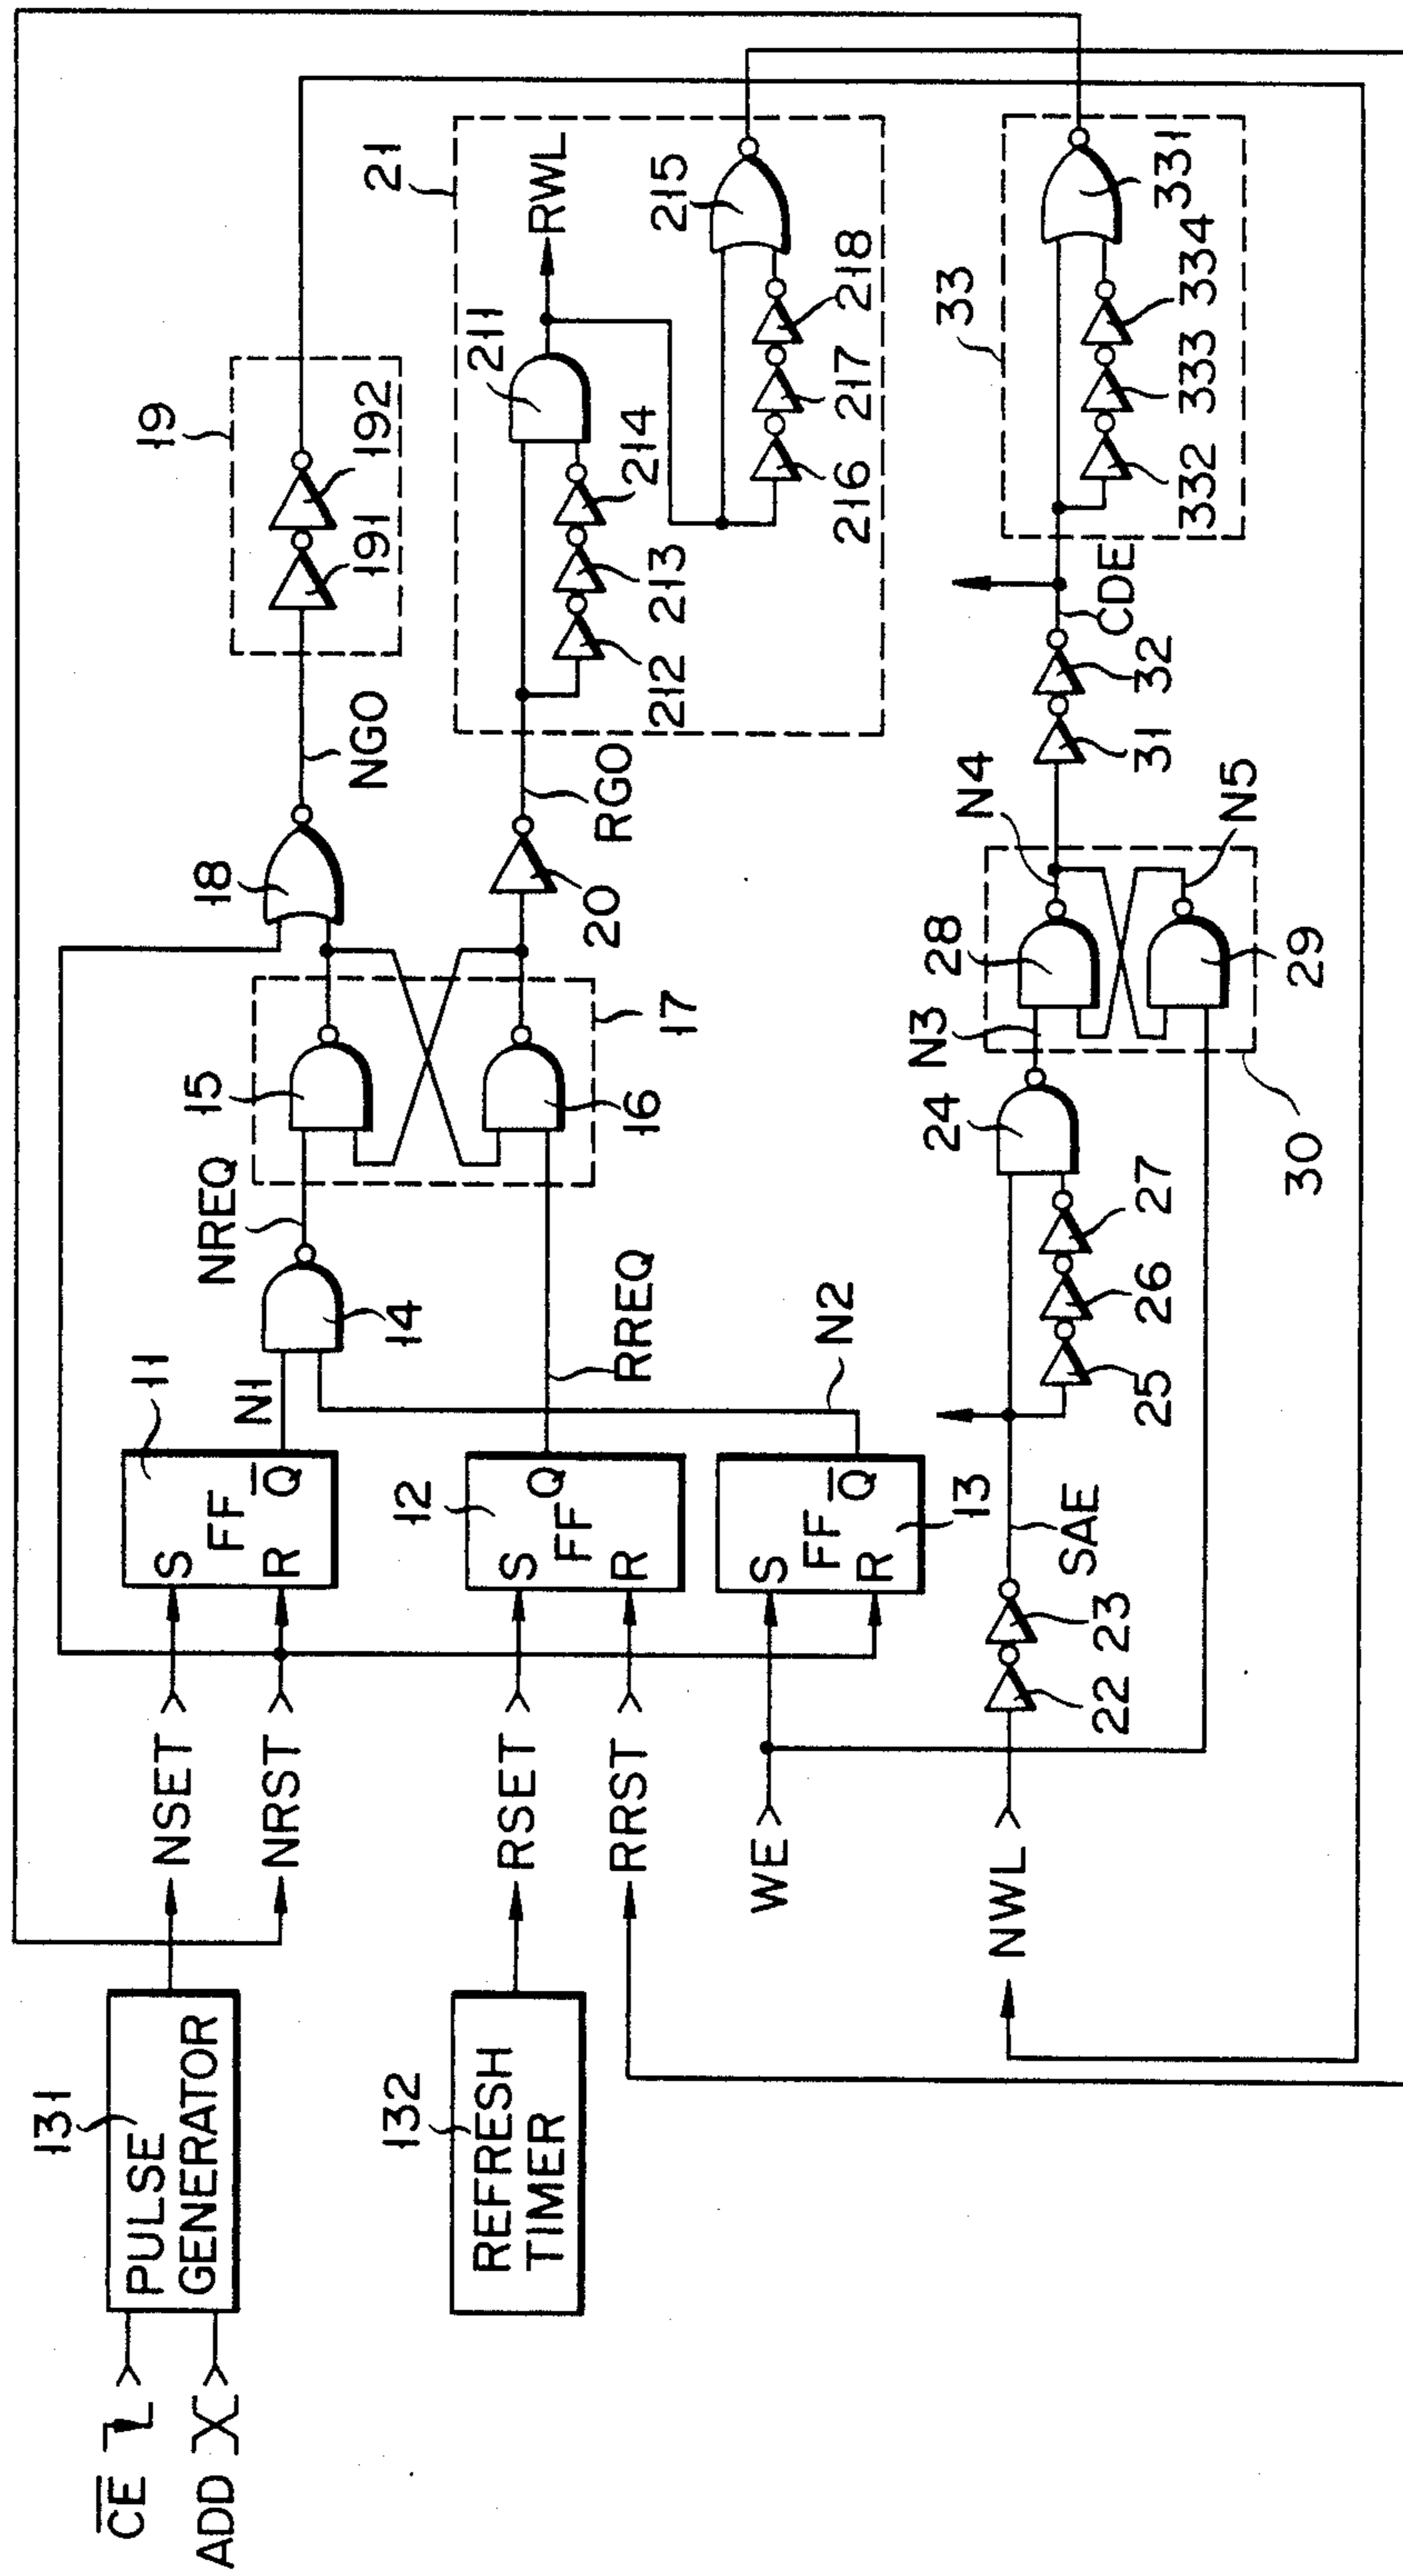 C̅E̅
ADD
131
PULSE
GENERATOR
132
REFRESH
TIMER
NSET
NRST
RSET
RRST
WE
NWL
11
S
FF
Q̅
R
12
S
Q
FF
R
13
S
FF
Q̅
R
N1
N2
14
NREQ
RREQ
15
16
17
18
NGO
19
191
192
20
RGO
21
RWL
211
212
213
214
215
216
217
218
22
23
SAE
24
25
26
27
N3
28
29
30
N4
N5
31
32
CDE
33
331
332
333
334